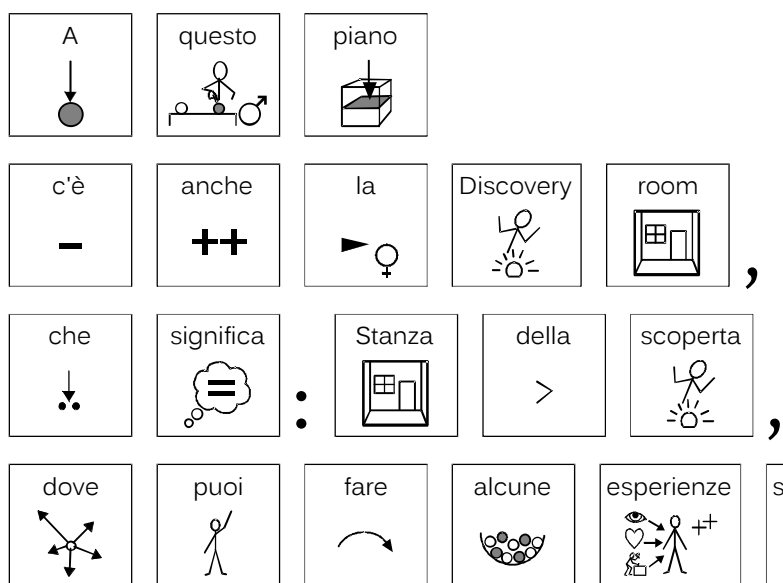 A questo piano
c'è anche la Discovery room,
che significa: Stanza della scoperta,
dove puoi fare alcune esperienze